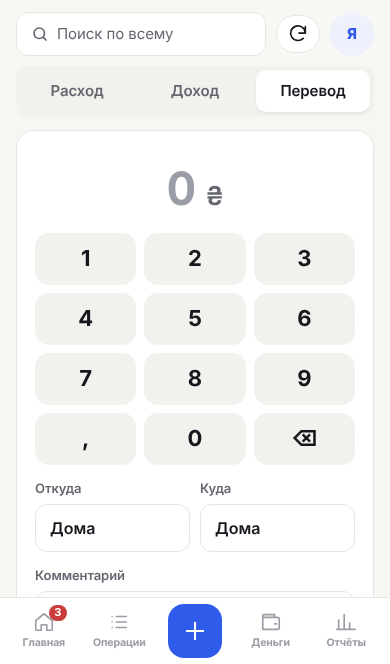 Поиск по всему
Я
Расход Доход Перевод
0 ₴
1 2 3
4 5 6
7 8 9
, 0
Откуда Куда
Дома Дома
Комментарий
3
Главная Операции Деньги Отчёты